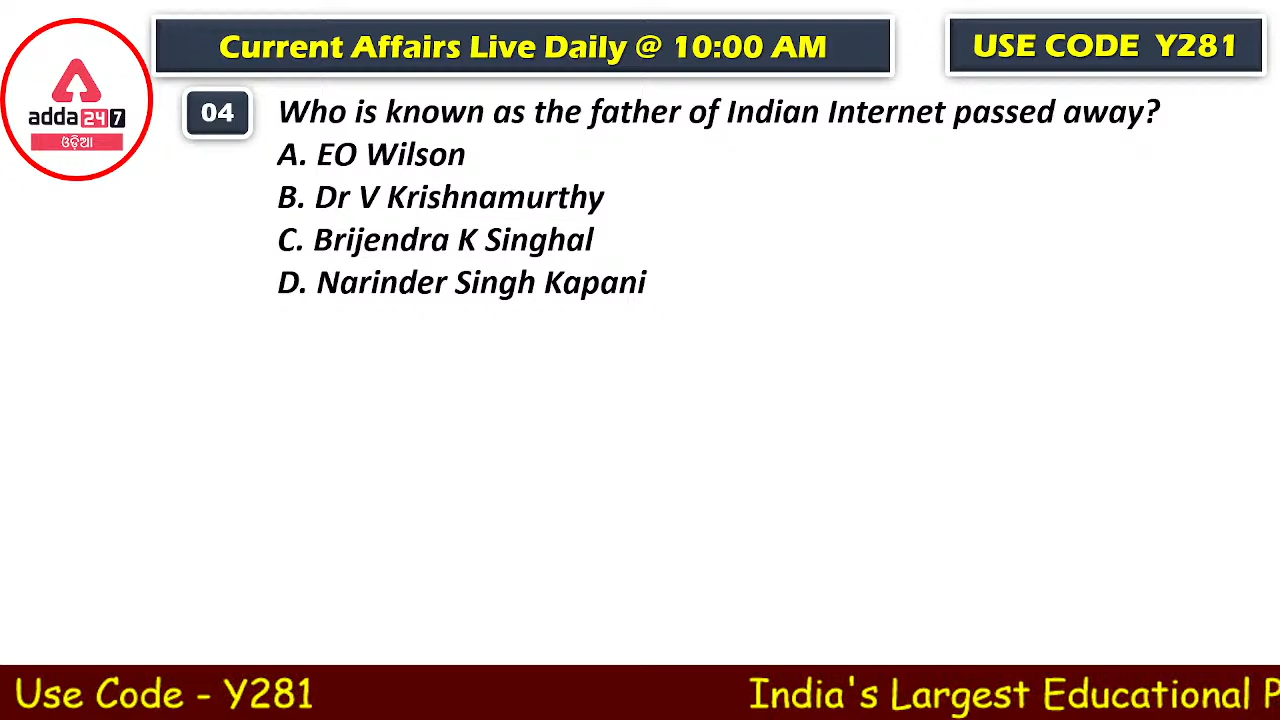 Current Affairs Live Daily @ 10:00 AM
USE CODE Y281
adda247
ଓଡ଼ିଆ
04
Who is known as the father of Indian Internet passed away?
A. EO Wilson
B. Dr V Krishnamurthy
C. Brijendra K Singhal
D. Narinder Singh Kapani
Use Code - Y281
India's Largest Educational P